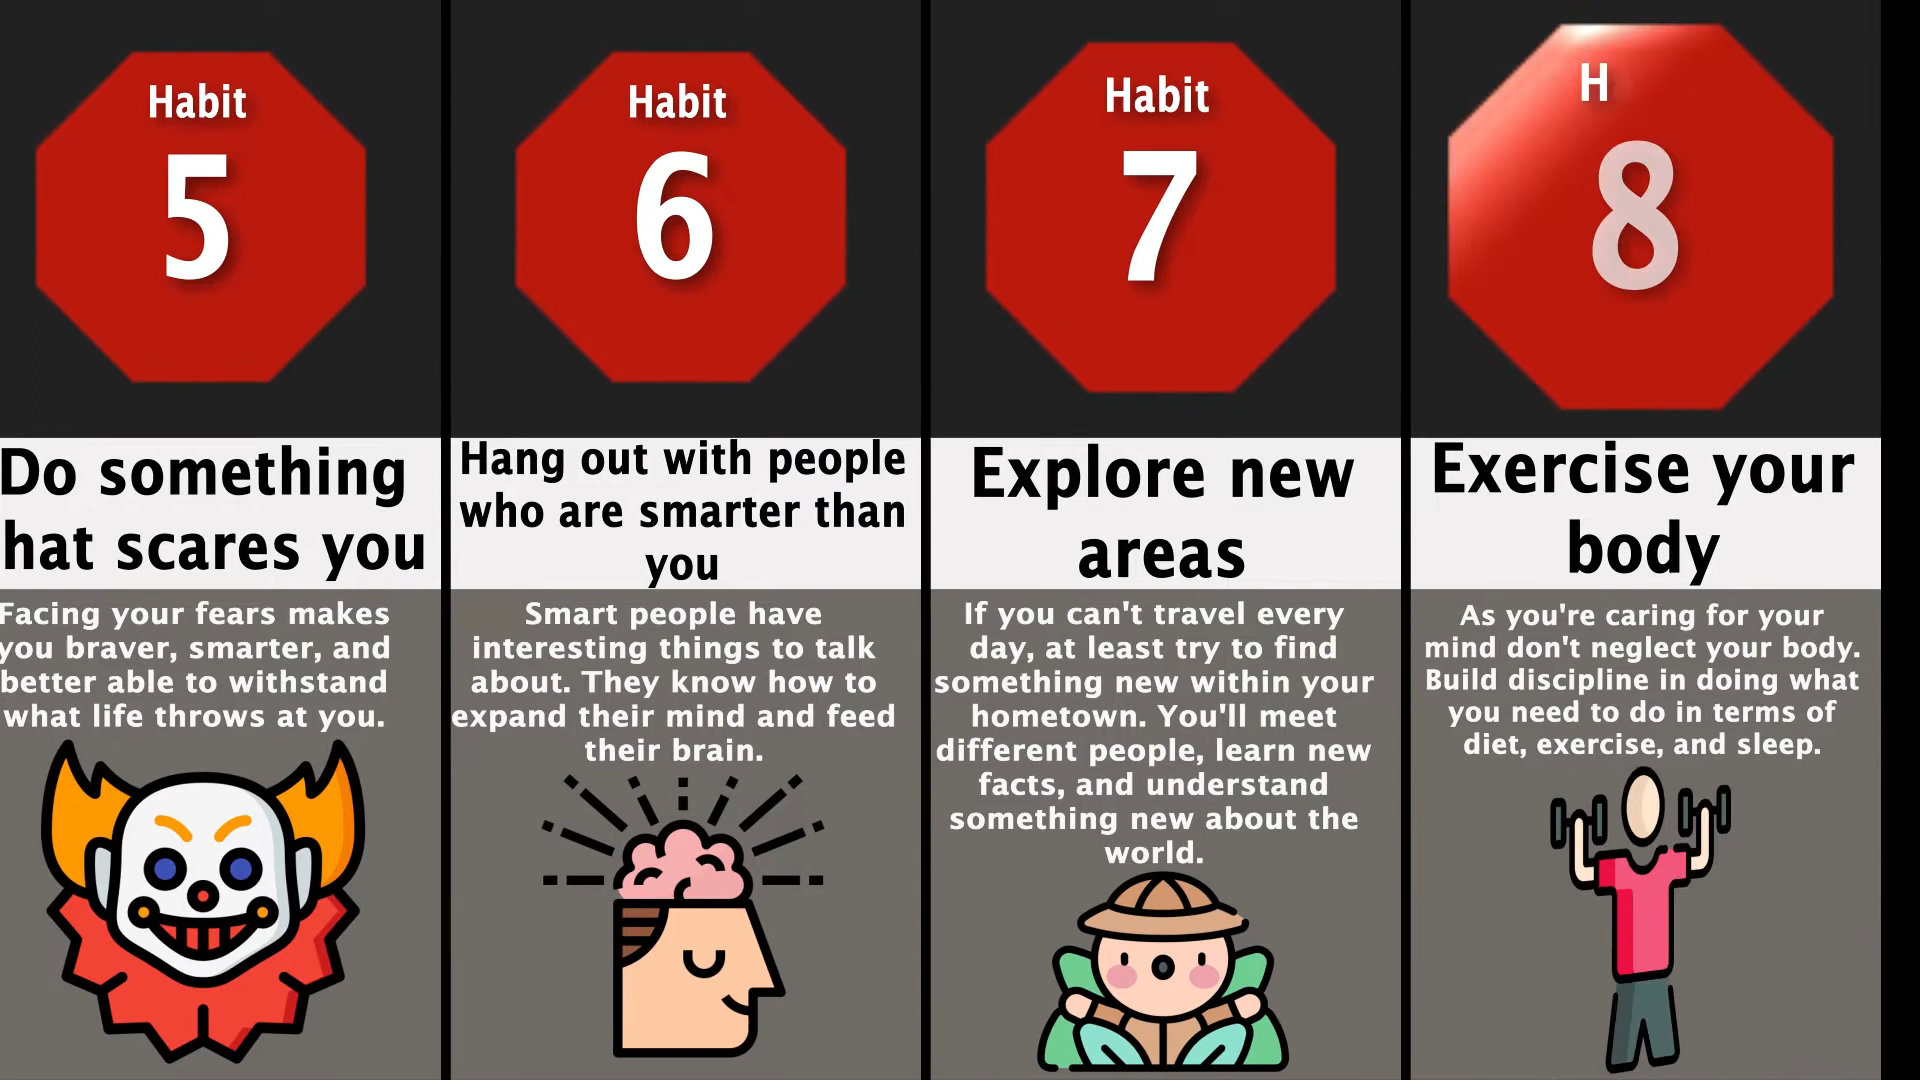 Habit
5
Do something
hat scares you
Facing your fears makes
you braver, smarter, and
better able to withstand
what life throws at you.
Habit
6
Hang out with people
who are smarter than
you
Smart people have
interesting things to talk
about. They know how to
expand their mind and feed
their brain.
Habit
7
Explore new
areas
If you can't travel every
day, at least try to find
something new within your
hometown. You'll meet
different people, learn new
facts, and understand
something new about the
world.
H
8
Exercise your
body
As you're caring for your
mind don't neglect your body.
Build discipline in doing what
you need to do in terms of
diet, exercise, and sleep.